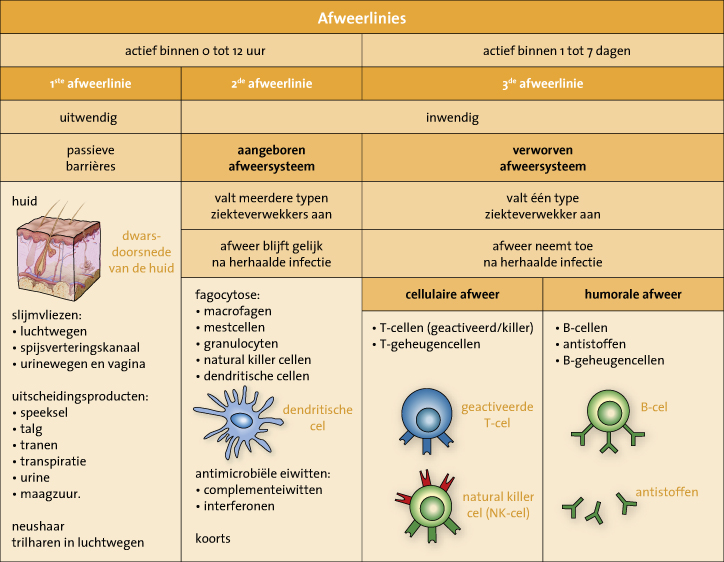 Afweerlinies
actief binnen 0 tot 12 uur
actief binnen 1 tot 7 dagen
1ste afweerlinie
2de afweerlinie
3de afweerlinie
uitwendig
inwendig
passieve
barrières
aangeboren
afweersysteem
verworven
afweersysteem
huid
dwars-
doorsnede
van de huid
slijmvliezen:
• luchtwegen
• spijsverteringskanaal
• urinewegen en vagina
uitscheidingsproducten:
• speeksel
• talg
• tranen
• transpiratie
• urine
• maagzuur.
neushaar
trilharen in luchtwegen
valt meerdere typen
ziekteverwekkers aan
afweer blijft gelijk
na herhaalde infectie
fagocytose:
• macrofagen
• mestcellen
• granulocyten
• natural killer cellen
• dendritische cellen
dendritische
cel
antimicrobiële eiwitten:
• complementeiwitten
• interferonen
koorts
valt één type
ziekteverwekker aan
afweer neemt toe
na herhaalde infectie
cellulaire afweer
• T-cellen (geactiveerd/killer)
• T-geheugencellen
geactiveerde
T-cel
natural killer
cel (NK-cel)
humorale afweer
• B-cellen
• antistoffen
• B-geheugencellen
B-cel
antistoffen